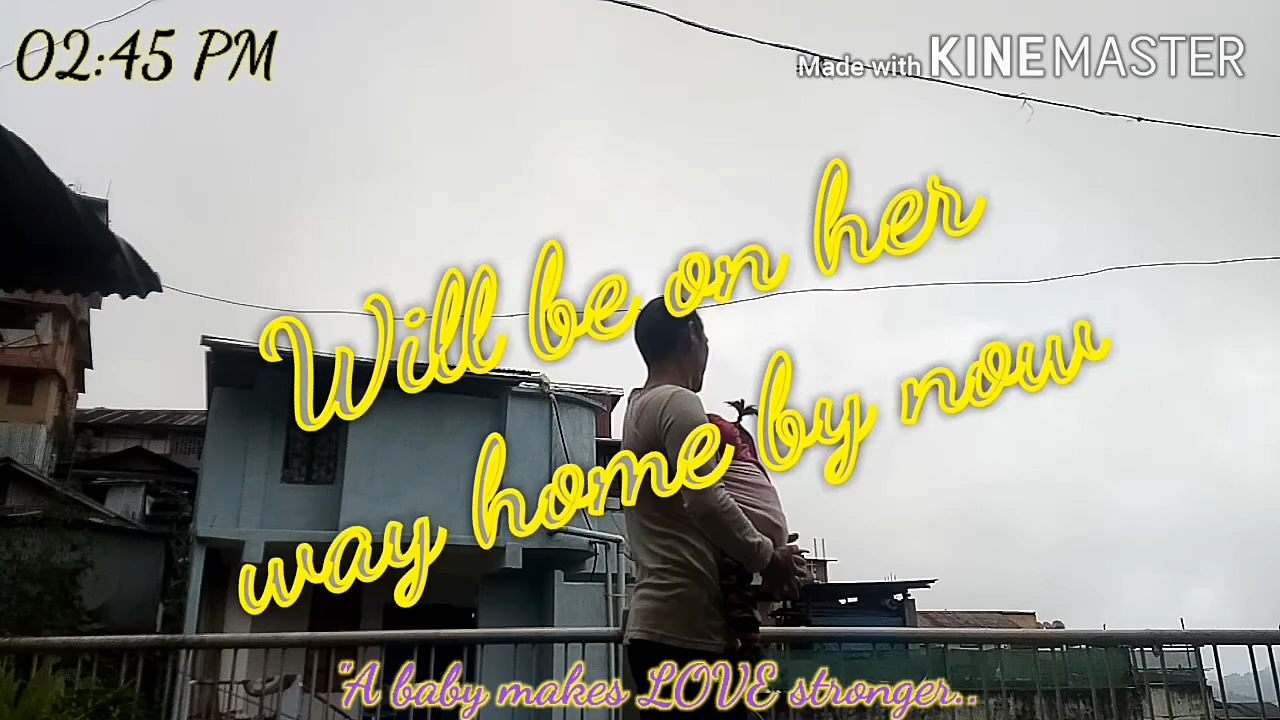 02:45 PM
Made with KINEMASTER
Will be on her
way home by now
"A baby makes LOVE stronger..